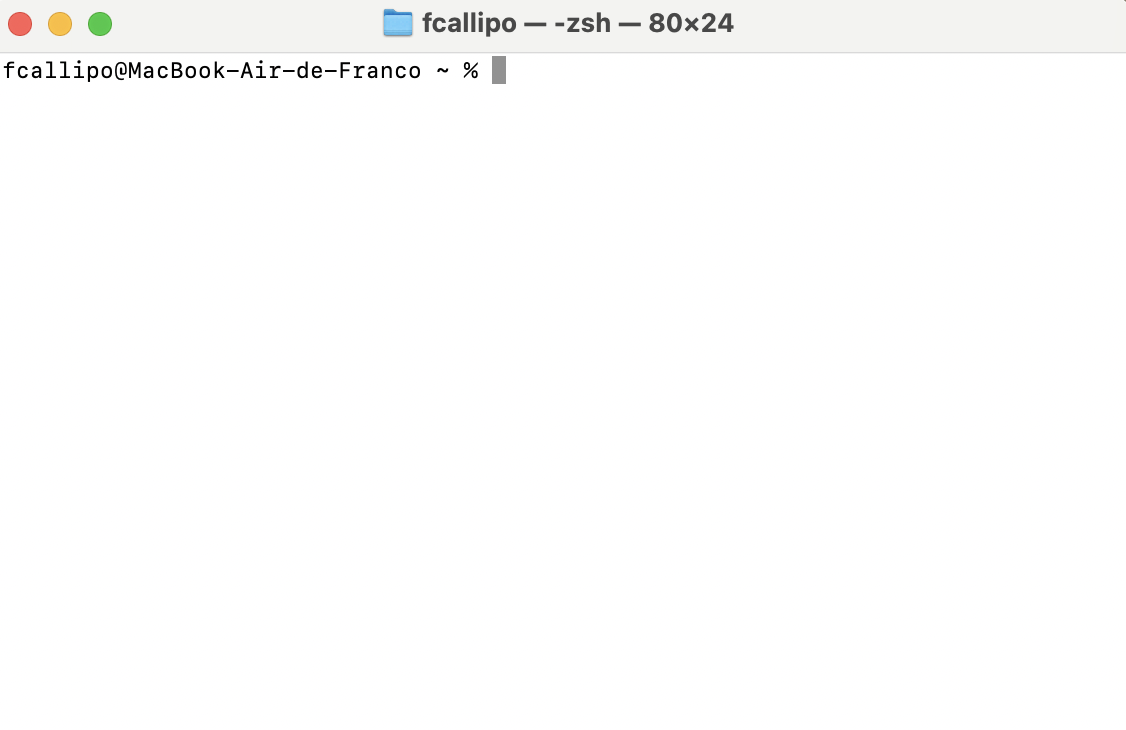 fcallipo — -zsh — 80×24
fcallipo@MacBook-Air-de-Franco ~ %